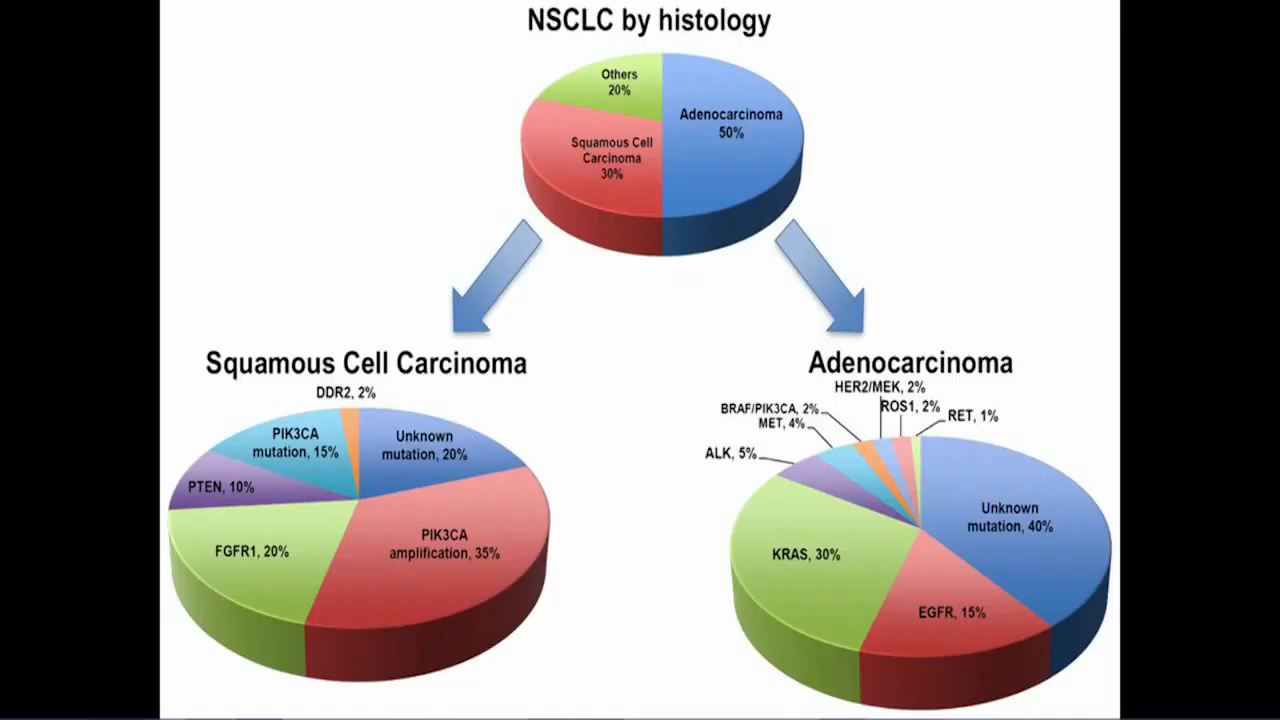 NSCLC by histology
Others
20%
Adenocarcinoma
50%
Squamous Cell
Carcinoma
30%
Squamous Cell Carcinoma
DDR2, 2%
PIK3CA
mutation, 15%
Unknown
mutation, 20%
PTEN, 10%
FGFR1, 20%
PIK3CA
amplification, 35%
Adenocarcinoma
HER2/MEK, 2%
BRAF/PIK3CA, 2%
ROS1, 2%
RET, 1%
MET, 4%
ALK, 5%
Unknown
mutation, 40%
KRAS, 30%
EGFR, 15%